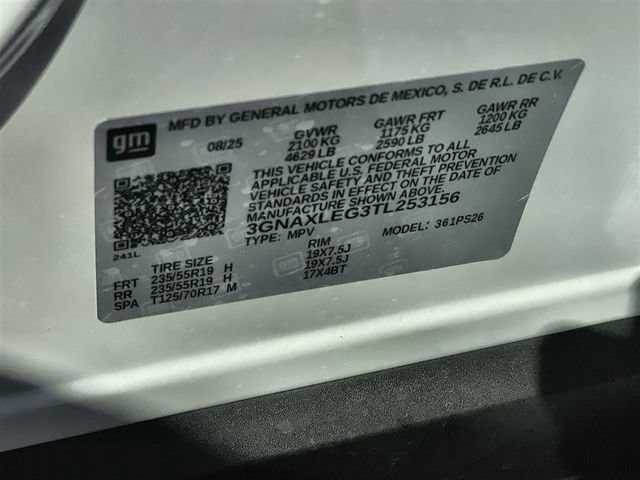 MFD BY GENERAL MOTORS DE MEXICO, S. DE R.L. DE C.V.
gm
08/25 GVWR GAWR FRT GAWR RR
2100 KG 1175 KG 1200 KG
4629 LB 2590 LB 2645 LB
THIS VEHICLE CONFORMS TO ALL
APPLICABLE U.S. FEDERAL MOTOR
VEHICLE SAFETY AND THEFT PREVENTION
STANDARDS IN EFFECT ON THE DATE OF
MANUFACTURE SHOWN ABOVE.
3GNAXLEG3TL253156
TYPE: MPV MODEL: 361PS26
241L
TIRE SIZE RIM
FRT 235/55R19 H 19X7.5J
RR 235/55R19 H 19X7.5J
SPA T125/70R17 M 17X4BT